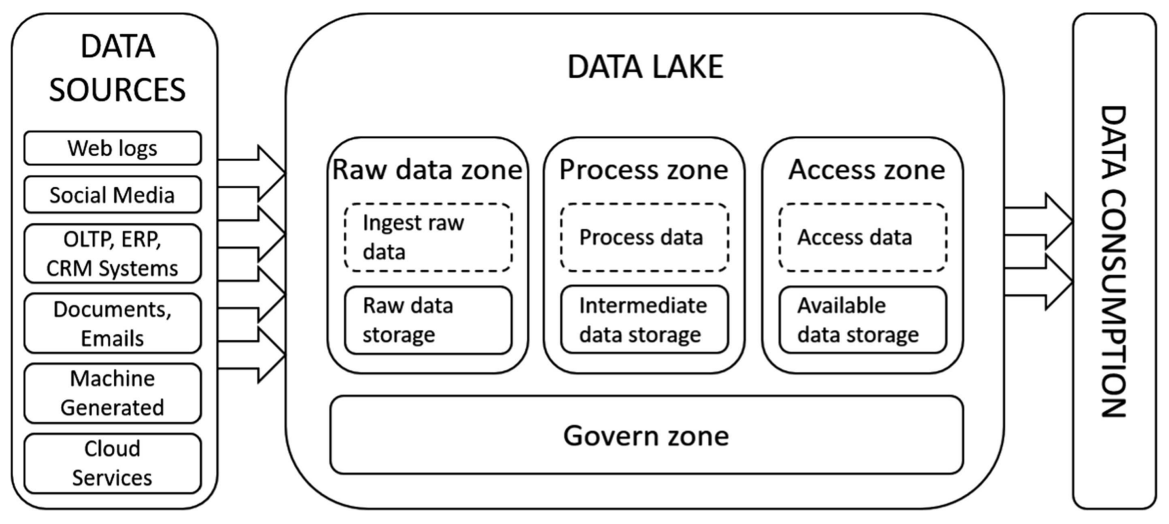 DATA
SOURCES
Web logs
Social Media
OLTP, ERP,
CRM Systems
Documents,
Emails
Machine
Generated
Cloud
Services
DATA LAKE
Raw data zone
Ingest raw
data
Raw data
storage
Process zone
Process data
Intermediate
data storage
Access zone
Access data
Available
data storage
Govern zone
DATA CONSUMPTION